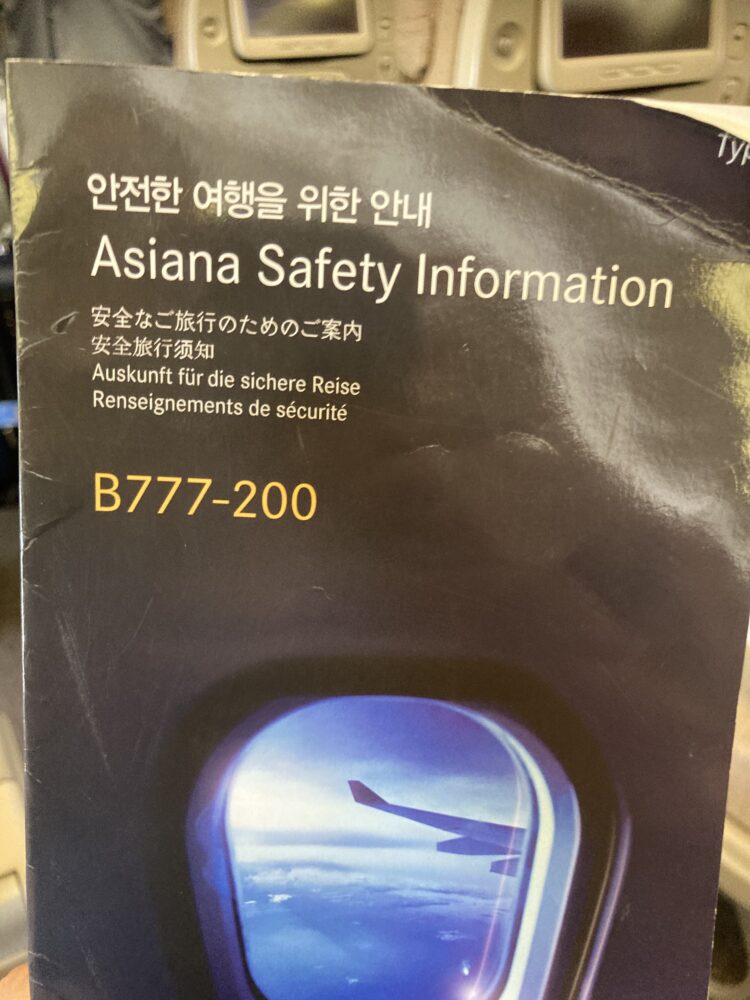 안전한 여행을 위한 안내
Asiana Safety Information
安全なご旅行のためのご案内
安全旅行须知
Auskunft für die sichere Reise
Renseignements de sécurité
B777-200